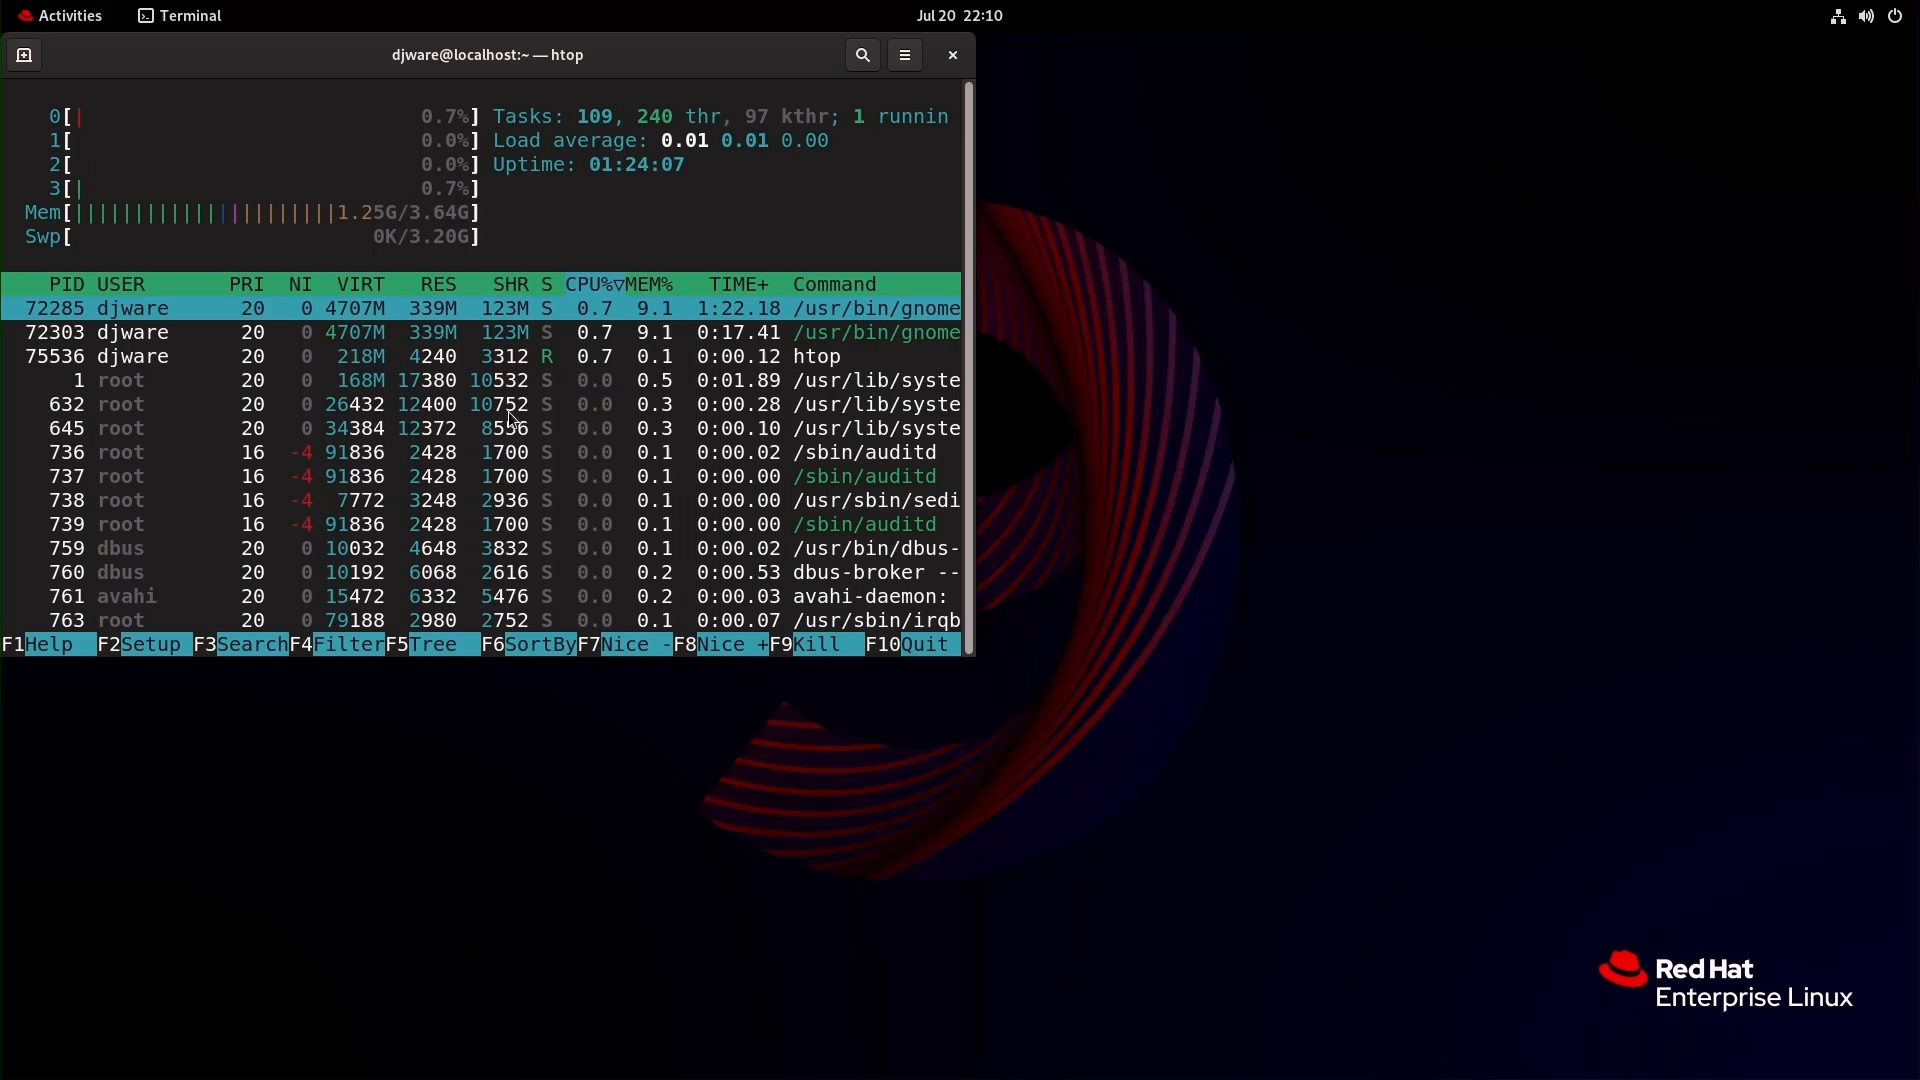 Activities Terminal Jul 20 22:10
djware@localhost:~ — htop
0[| 0.7%] Tasks: 109, 240 thr, 97 kthr; 1 runnin
1[ 0.0%] Load average: 0.01 0.01 0.00
2[ 0.0%] Uptime: 01:24:07
3[| 0.7%]
Mem[||||||||||||||||||||||1.25G/3.64G]
Swp[ 0K/3.20G]
PID USER PRI NI VIRT RES SHR S CPU%▽MEM% TIME+ Command
72285 djware 20 0 4707M 339M 123M S 0.7 9.1 1:22.18 /usr/bin/gnome
72303 djware 20 0 4707M 339M 123M S 0.7 9.1 0:17.41 /usr/bin/gnome
75536 djware 20 0 218M 4240 3312 R 0.7 0.1 0:00.12 htop
1 root 20 0 168M 17380 10532 S 0.0 0.5 0:01.89 /usr/lib/syste
632 root 20 0 26432 12400 10752 S 0.0 0.3 0:00.28 /usr/lib/syste
645 root 20 0 34384 12372 S 0.0 0.3 0:00.10 /usr/lib/syste
736 root 16 -4 91836 2428 1700 S 0.0 0.1 0:00.02 /sbin/auditd
737 root 16 -4 91836 2428 1700 S 0.0 0.1 0:00.00 /sbin/auditd
738 root 16 -4 7772 3248 2936 S 0.0 0.1 0:00.00 /usr/sbin/sedi
739 root 16 -4 91836 2428 1700 S 0.0 0.1 0:00.00 /sbin/auditd
759 dbus 20 0 10032 4648 3832 S 0.0 0.1 0:00.02 /usr/bin/dbus-
760 dbus 20 0 10192 6068 2616 S 0.0 0.2 0:00.53 dbus-broker --
761 avahi 20 0 15472 6332 5476 S 0.0 0.2 0:00.03 avahi-daemon:
763 root 20 0 79188 2980 2752 S 0.0 0.1 0:00.07 /usr/sbin/irqb
F1Help F2Setup F3SearchF4FilterF5Tree F6SortByF7Nice -F8Nice +F9Kill F10Quit
Red Hat
Enterprise Linux